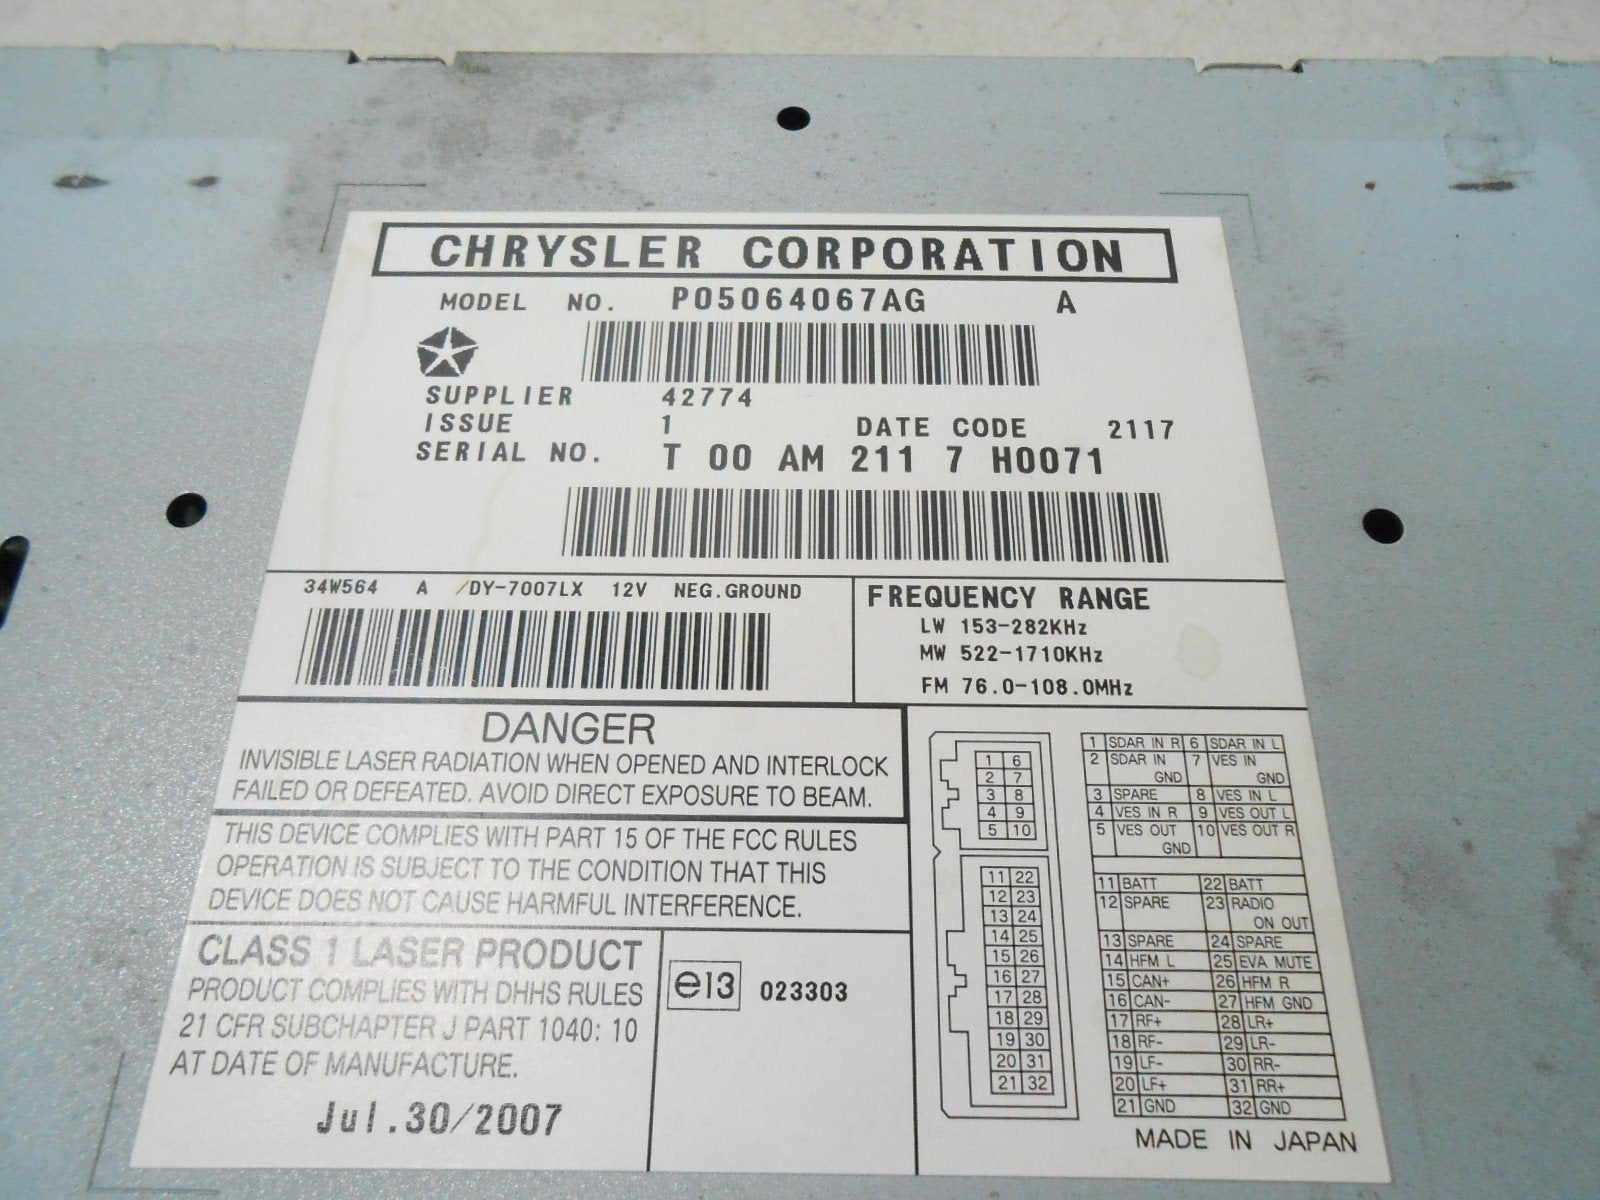 CHRYSLER CORPORATION
MODEL NO. P05064067AG A
SUPPLIER 42774
ISSUE 1 DATE CODE 2117
SERIAL NO. T 00 AM 211 7 H0071
34W564 A /DY-7007LX 12V NEG.GROUND
FREQUENCY RANGE
LW 153-282KHz
MW 522-1710KHz
FM 76.0-108.0MHz
DANGER
INVISIBLE LASER RADIATION WHEN OPENED AND INTERLOCK
FAILED OR DEFEATED. AVOID DIRECT EXPOSURE TO BEAM.
THIS DEVICE COMPLIES WITH PART 15 OF THE FCC RULES
OPERATION IS SUBJECT TO THE CONDITION THAT THIS
DEVICE DOES NOT CAUSE HARMFUL INTERFERENCE.
CLASS 1 LASER PRODUCT
PRODUCT COMPLIES WITH DHHS RULES
21 CFR SUBCHAPTER J PART 1040: 10
AT DATE OF MANUFACTURE.
Jul.30/2007
e13 023303
1 6
2 7
3 8
4 9
5 10
11 22
12 23
13 24
14 25
15 26
16 27
17 28
18 29
19 30
20 31
21 32
1 SDAR IN R 6 SDAR IN L
2 SDAR IN 7 VES IN
GND GND
3 SPARE 8 VES IN L
4 VES IN R 9 VES OUT L
5 VES OUT 10 VES OUT R
GND
11 BATT 22 BATT
12 SPARE 23 RADIO
ON OUT
13 SPARE 24 SPARE
14 HFM L 25 EVA MUTE
15 CAN+ 26 HFM R
16 CAN- 27 HFM GND
17 RF+ 28 LR+
18 RF- 29 LR-
19 LF- 30 RR-
20 LF+ 31 RR+
21 GND 32 GND
MADE IN JAPAN